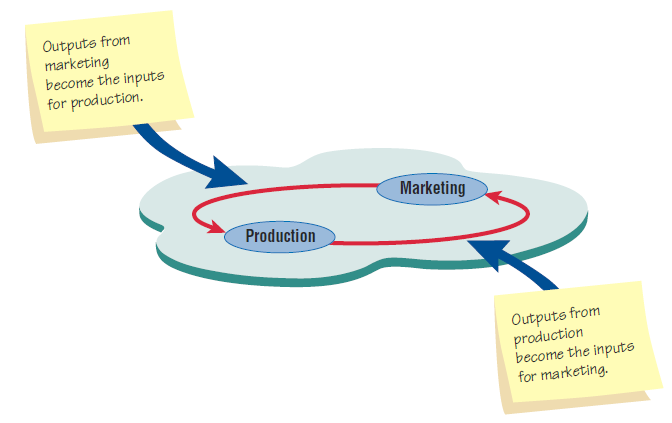 Outputs from
marketing
become the inputs
for production.
Marketing
Production
Outputs from
production
become the inputs
for marketing.